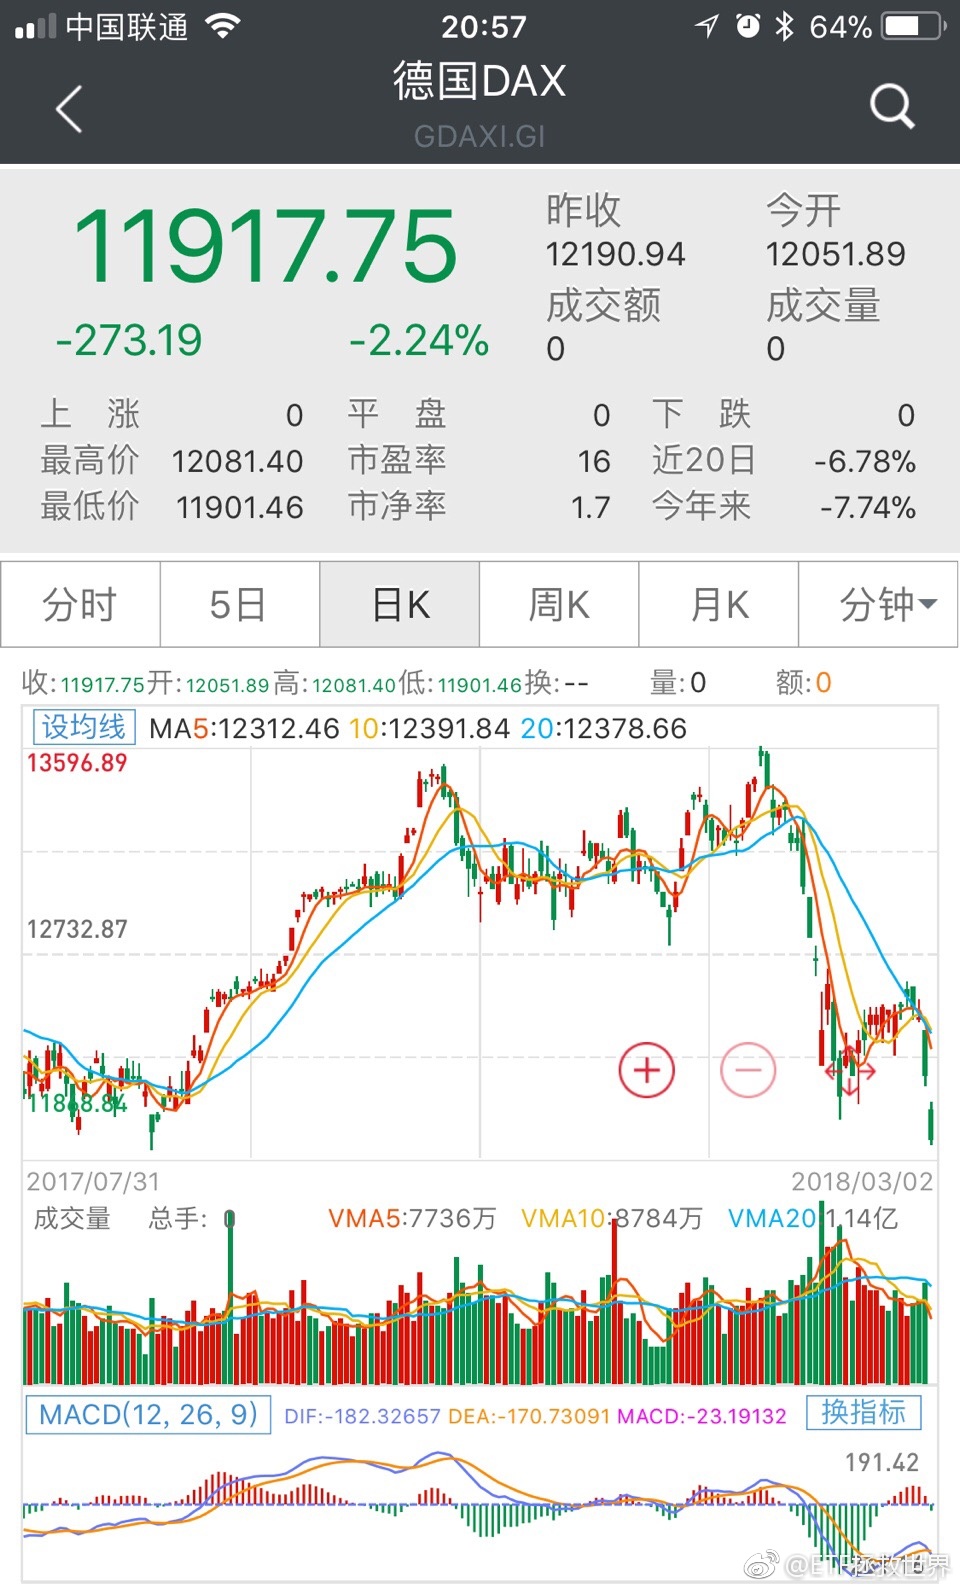 中国联通 20:57 64%
德国DAX
GDAXI.GI
11917.75
-273.19 -2.24%
昨收 今开
12190.94 12051.89
成交额 成交量
0 0
上 涨 0 平 盘 0 下 跌 0
最高价 12081.40 市盈率 16 近20日 -6.78%
最低价 11901.46 市净率 1.7 今年来 -7.74%
分时 5日 日K 周K 月K 分钟
收:11917.75 开:12051.89 高:12081.40 低:11901.46 换:-- 量:0 额:0
设均线 MA5:12312.46 10:12391.84 20:12378.66
13596.89
12732.87
11868.84
2017/07/31 2018/03/02
成交量 总手: 0 VMA5:7736万 VMA10:8784万 VMA20:1.14亿
MACD(12, 26, 9) DIF:-182.32657 DEA:-170.73091 MACD:-23.19132 换指标
191.42
@ETF拯救世界